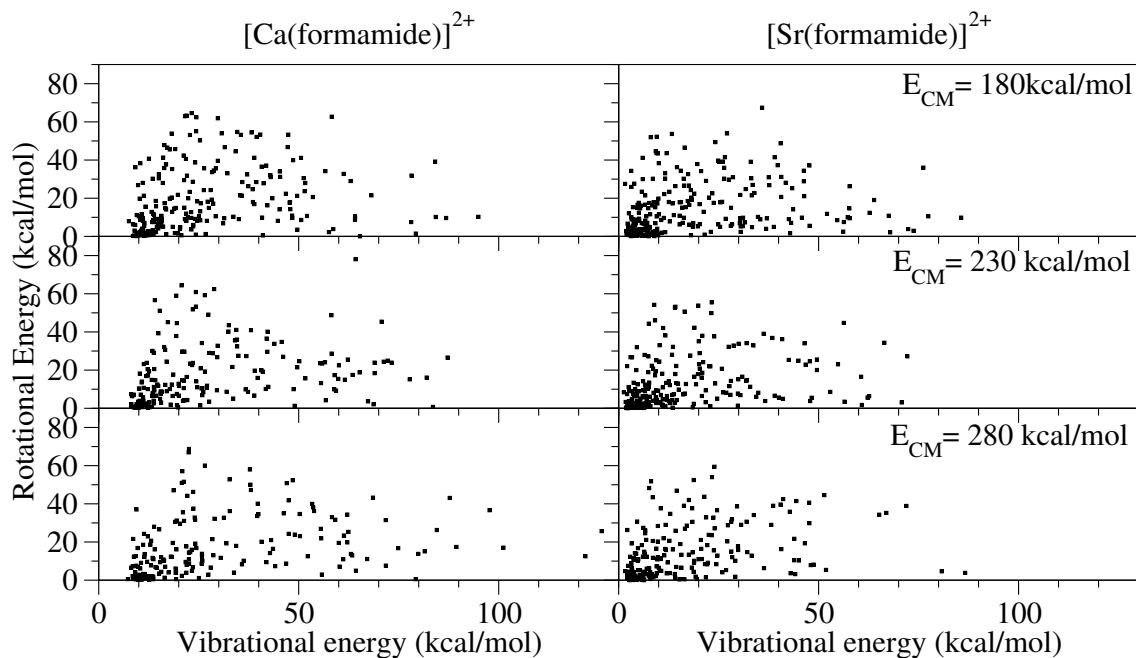 [Ca(formamide)]²⁺ [Sr(formamide)]²⁺
Rotational Energy (kcal/mol)
80
60
40
20
0
E_CM= 180kcal/mol
80
60
40
20
0
E_CM= 230 kcal/mol
80
60
40
20
0
E_CM= 280 kcal/mol
0 50 100 0 50 100
Vibrational energy (kcal/mol) Vibrational energy (kcal/mol)